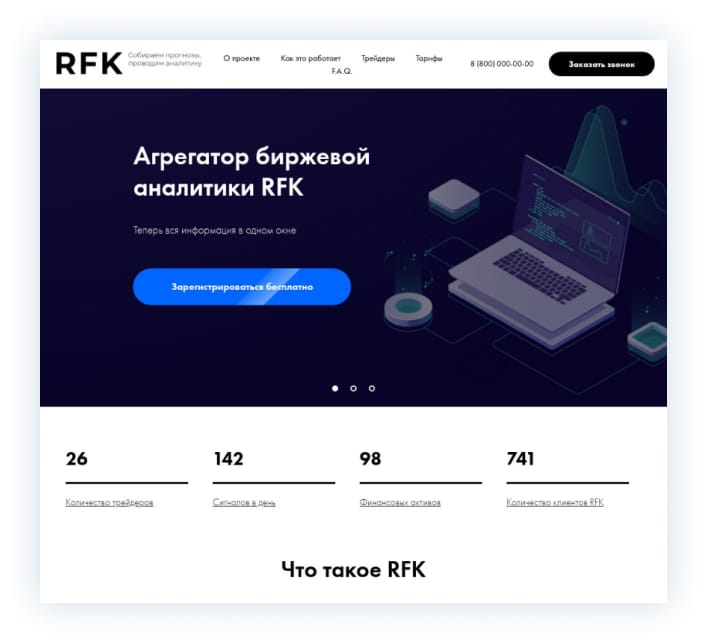 RFK
Собираем прогнозы,
проводим аналитику
О проекте
Как это работает
Трейдеры
Тарифы
F.A.Q.
8 (800) 000-00-00
Заказать звонок
Агрегатор биржевой
аналитики RFK
Теперь вся информация в одном окне
Зарегистрироваться бесплатно
26
142
98
741
Количество трейдеров
Сигналов в день
Финансовых активов
Количество клиентов RFK
Что такое RFK